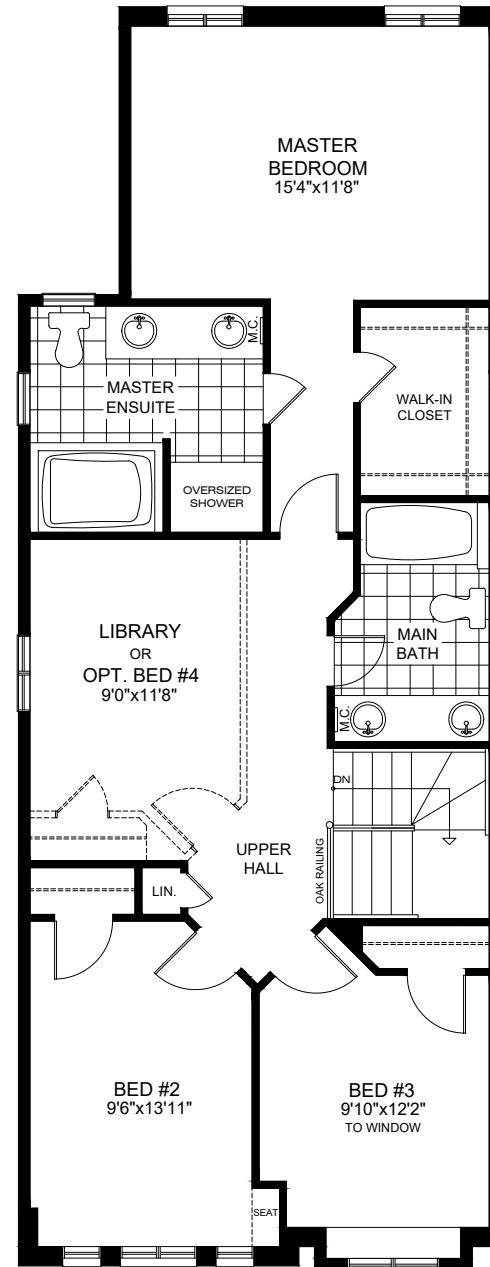 MASTER
BEDROOM
15'4"x11'8"
M.C.
MASTER
ENSUITE
WALK-IN
CLOSET
OVERSIZED
SHOWER
LIBRARY
OR
OPT. BED #4
9'0"x11'8"
MAIN
BATH
M.C.
DN
UPPER
HALL
OAK RAILING
LIN.
BED #2
9'6"x13'11"
BED #3
9'10"x12'2"
TO WINDOW
SEAT